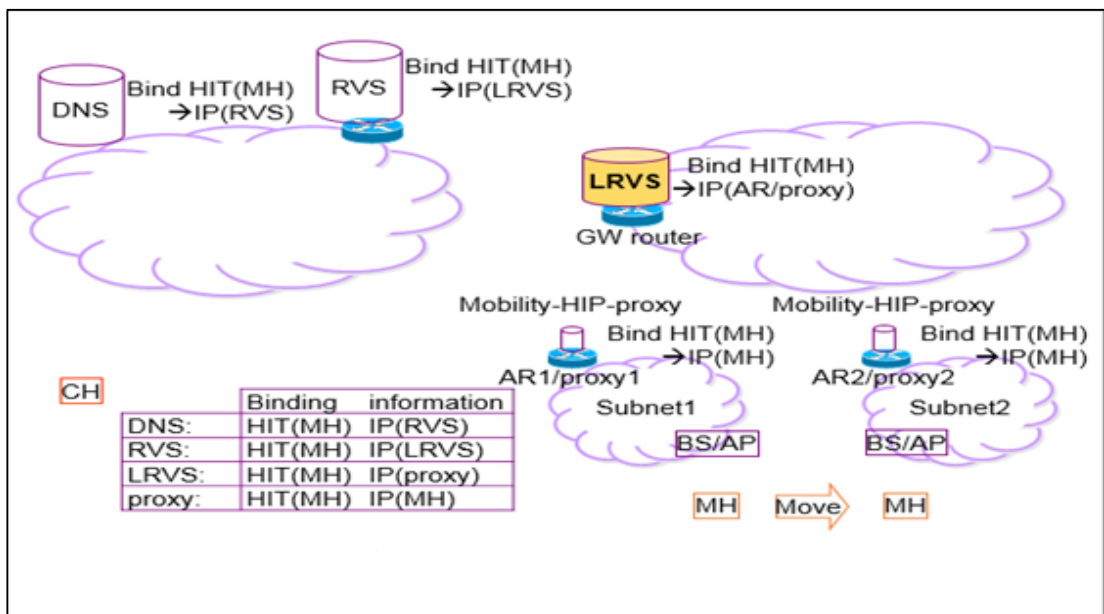 DNS
Bind HIT(MH)
→IP(RVS)
RVS
Bind HIT(MH)
→IP(LRVS)
LRVS
Bind HIT(MH)
→IP(AR/proxy)
GW router
Mobility-HIP-proxy
Bind HIT(MH)
→IP(MH)
AR1/proxy1
Subnet1
BS/AP
Mobility-HIP-proxy
Bind HIT(MH)
→IP(MH)
AR2/proxy2
Subnet2
BS/AP
CH
Binding information
DNS: HIT(MH) IP(RVS)
RVS: HIT(MH) IP(LRVS)
LRVS: HIT(MH) IP(proxy)
proxy: HIT(MH) IP(MH)
MH Move MH